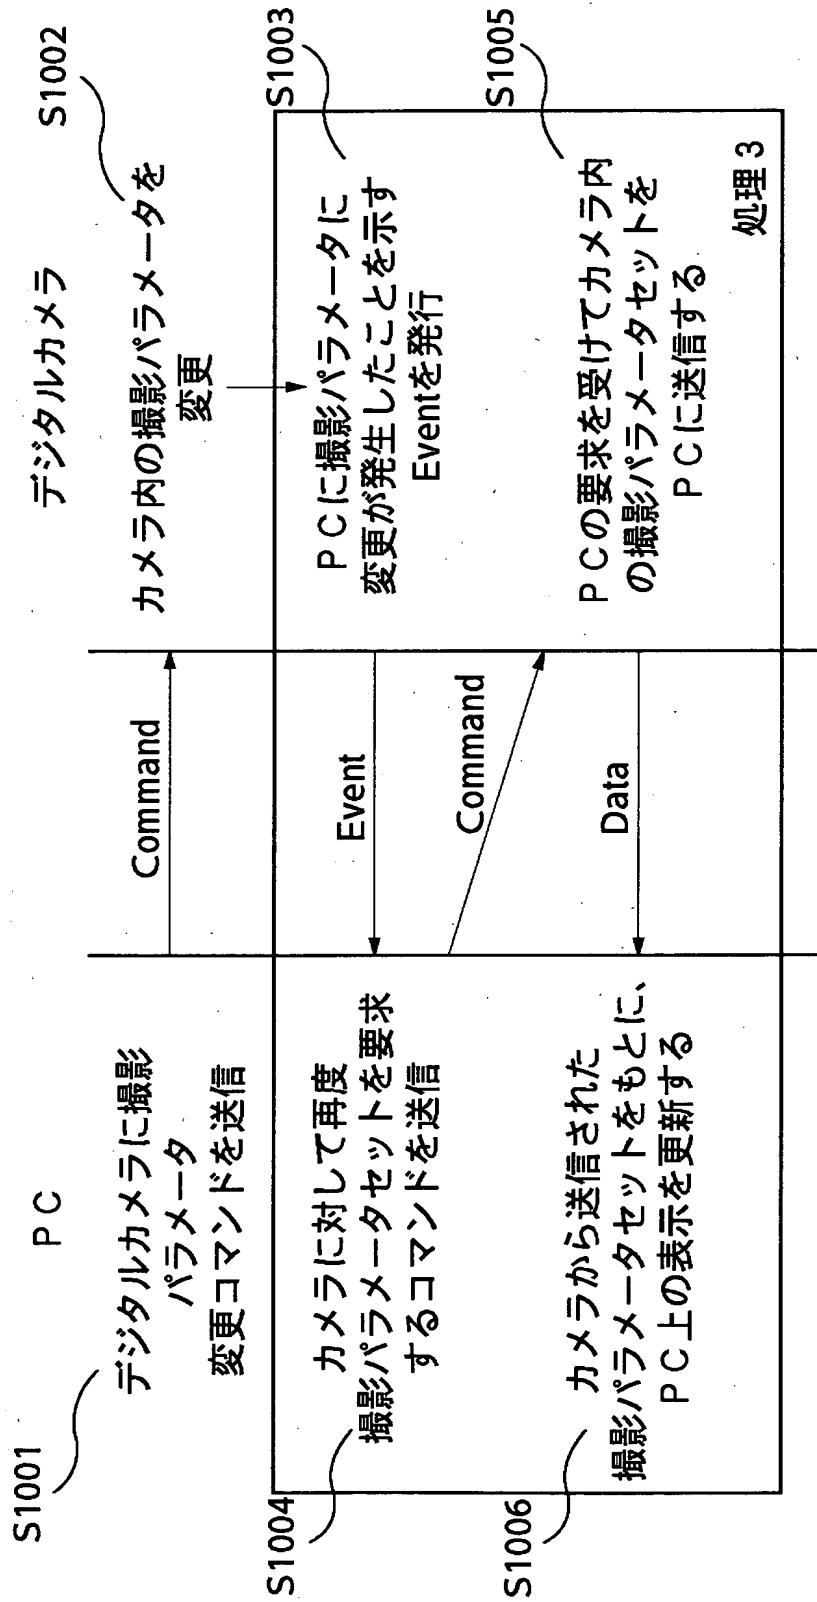 PC
デジタルカメラ
S1001
デジタルカメラに撮影
パラメータ
変更コマンドを送信
Command
S1002
カメラ内の撮影パラメータを
変更
S1003
PCに撮影パラメータに
変更が発生したことを示す
Eventを発行
Event
S1004
カメラに対して再度
撮影パラメータセットを要求
するコマンドを送信
Command
S1005
PCの要求を受けてカメラ内
の撮影パラメータセットを
PCに送信する
Data
S1006
カメラから送信された
撮影パラメータセットをもとに、
PC上の表示を更新する
処理3